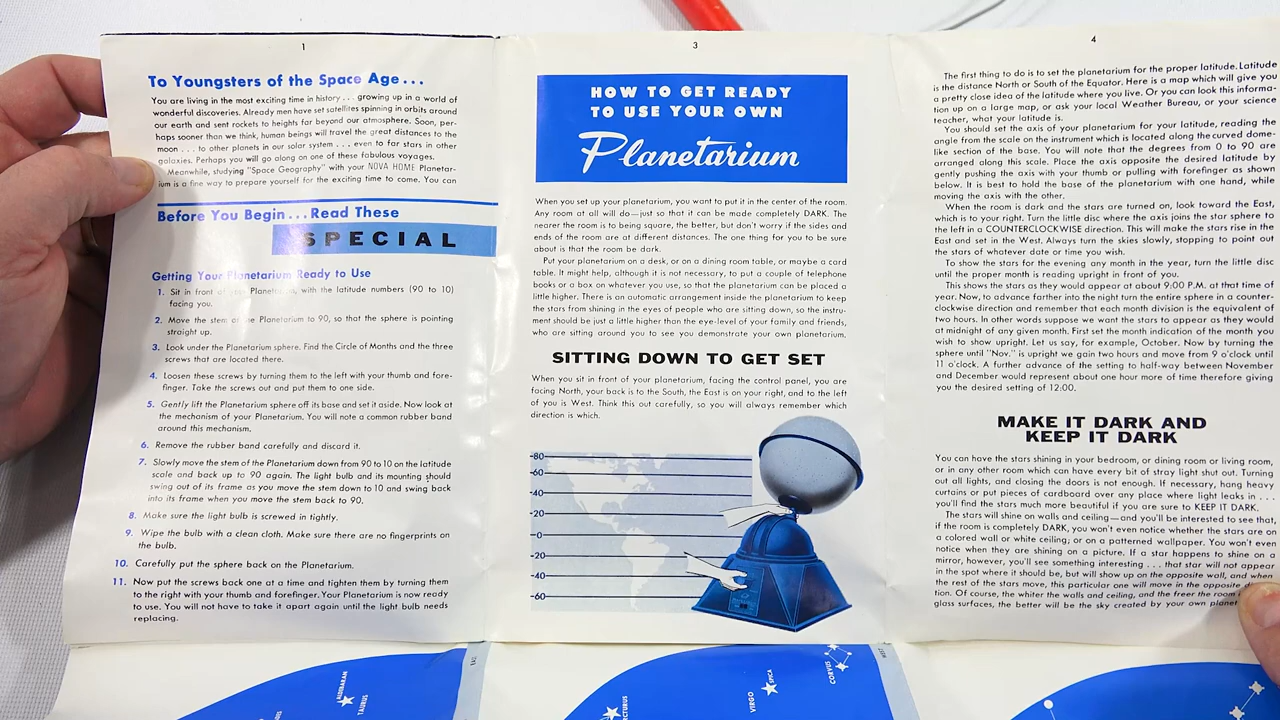 1
To Youngsters of the Space Age...
You are living in the most exciting time in history . . . growing up in a world of
wonderful discoveries. Already men have set satellites spinning in orbits around
our earth and sent rockets to heights far beyond our atmosphere. Soon, per-
haps sooner than we think, human beings will travel the great distances to the
moon . . . to other planets in our solar system . . . even to far stars in other
galaxies. Perhaps you will go along on one of these fabulous voyages.
Meanwhile, studying "Space Geography" with your NOVA HOME Planetar-
ium is a fine way to prepare yourself for the exciting time to come. You can
Before You Begin...Read These
SPECIAL
Getting Your Planetarium Ready to Use
1. Sit in front of your Planetarium, with the latitude numbers (90 to 10)
facing you.
2. Move the stem of the Planetarium to 90, so that the sphere is pointing
straight up.
3. Look under the Planetarium sphere. Find the Circle of Months and the three
screws that are located there.
4. Loosen these screws by turning them to the left with your thumb and fore-
finger. Take the screws out and put them to one side.
5. Gently lift the Planetarium sphere off its base and set it aside. Now look at
the mechanism of your Planetarium. You will note a common rubber band
around this mechanism.
6. Remove the rubber band carefully and discard it.
7. Slowly move the stem of the Planetarium down from 90 to 10 on the latitude
scale and back up to 90 again. The light bulb and its mounting should
swing out of its frame as you move the stem down to 10 and swing back
into its frame when you move the stem back to 90.
8. Make sure the light bulb is screwed in tightly.
9. Wipe the bulb with a clean cloth. Make sure there are no fingerprints on
the bulb.
10. Carefully put the sphere back on the Planetarium.
11. Now put the screws back one at a time and tighten them by turning them
to the right with your thumb and forefinger. Your Planetarium is now ready
to use. You will not have to take it apart again until the light bulb needs
replacing.
3
HOW TO GET READY
TO USE YOUR OWN
Planetarium
When you set up your planetarium, you want to put it in the center of the room.
Any room at all will do—just so that it can be made completely DARK. The
nearer the room is to being square, the better, but don't worry if the sides and
ends of the room are at different distances. The one thing for you to be sure
about is that the room be dark.
Put your planetarium on a desk, or on a dining room table, or maybe a card
table. It might help, although it is not necessary, to put a couple of telephone
books or a box on whatever you use, so that the planetarium can be placed a
little higher. There is an automatic arrangement inside the planetarium to keep
the stars from shining in the eyes of people who are sitting down, so the instru-
ment should be just a little higher than the eye-level of your family and friends,
who are sitting around you to see you demonstrate your own planetarium.
SITTING DOWN TO GET SET
When you sit in front of your planetarium, facing the control panel, you are
facing North, your back is to the South, the East is on your right, and to the left
of you is West. Think this out carefully, so you will always remember which
direction is which.
80
60
40
20
0
20
40
60
4
The first thing to do is to set the planetarium for the proper latitude. Latitude
is the distance North or South of the Equator. Here is a map which will give you
a pretty close idea of the latitude where you live. Or you can look this informa-
tion up on a large map, or ask your local Weather Bureau, or your science
teacher, what your latitude is.
You should set the axis of your planetarium for your latitude, reading the
angle from the scale on the instrument which is located along the curved dome-
like section of the base. You will note that the degrees from 0 to 90 are
arranged along this scale. Place the axis opposite the desired latitude by
gently pushing the axis with your thumb or pulling with forefinger as shown
below. It is best to hold the base of the planetarium with one hand, while
moving the axis with the other.
When the room is dark and the stars are turned on, look toward the East,
which is to your right. Turn the little disc where the axis joins the star sphere to
the left in a COUNTERCLOCKWISE direction. This will make the stars rise in the
East and set in the West. Always turn the skies slowly, stopping to point out
the stars of whatever date or time you wish.
To show the stars for the evening any month in the year, turn the little disc
until the proper month is reading upright in front of you.
This shows the stars as they would appear at about 9:00 P.M. at that time of
year. Now, to advance farther into the night turn the entire sphere in a counter-
clockwise direction and remember that each month division is the equivalent of
two hours. In other words suppose we want the stars to appear as they would
at midnight of any given month. First set the month indication of the month you
wish to show upright. Let us say, for example, October. Now by turning the
sphere until "Nov." is upright we gain two hours and move from 9 o'clock until
11 o'clock. A further advance of the setting to half-way between November
and December would represent about one hour more of time therefore giving
you the desired setting of 12:00.
MAKE IT DARK AND
KEEP IT DARK
You can have the stars shining in your bedroom, or dining room or living room,
or in any other room which can have every bit of stray light shut out. Turning
out all lights, and closing the doors is not enough. If necessary, hang heavy
curtains or put pieces of cardboard over any place where light leaks in . . .
you'll find the stars much more beautiful if you are sure to KEEP IT DARK.
The stars will shine on walls and ceiling—and you'll be interested to see that,
if the room is completely DARK, you won't even notice whether the stars are on
a colored wall or white ceiling; or on a patterned wallpaper. You won't even
notice when they are shining on a picture. If a star happens to shine on a
mirror, however, you'll see something interesting . . . that star will not appear
in the spot where it should be, but will show up on the opposite wall, and when
the rest of the stars move, this particular one will move in the opposite
tion. Of course, the whiter the walls and ceiling, and the freer the room
glass surfaces, the better will be the sky created by your own
EAST
ALDEBARAN
TAURUS
WEST
VIRGO
SPICA
CORVUS